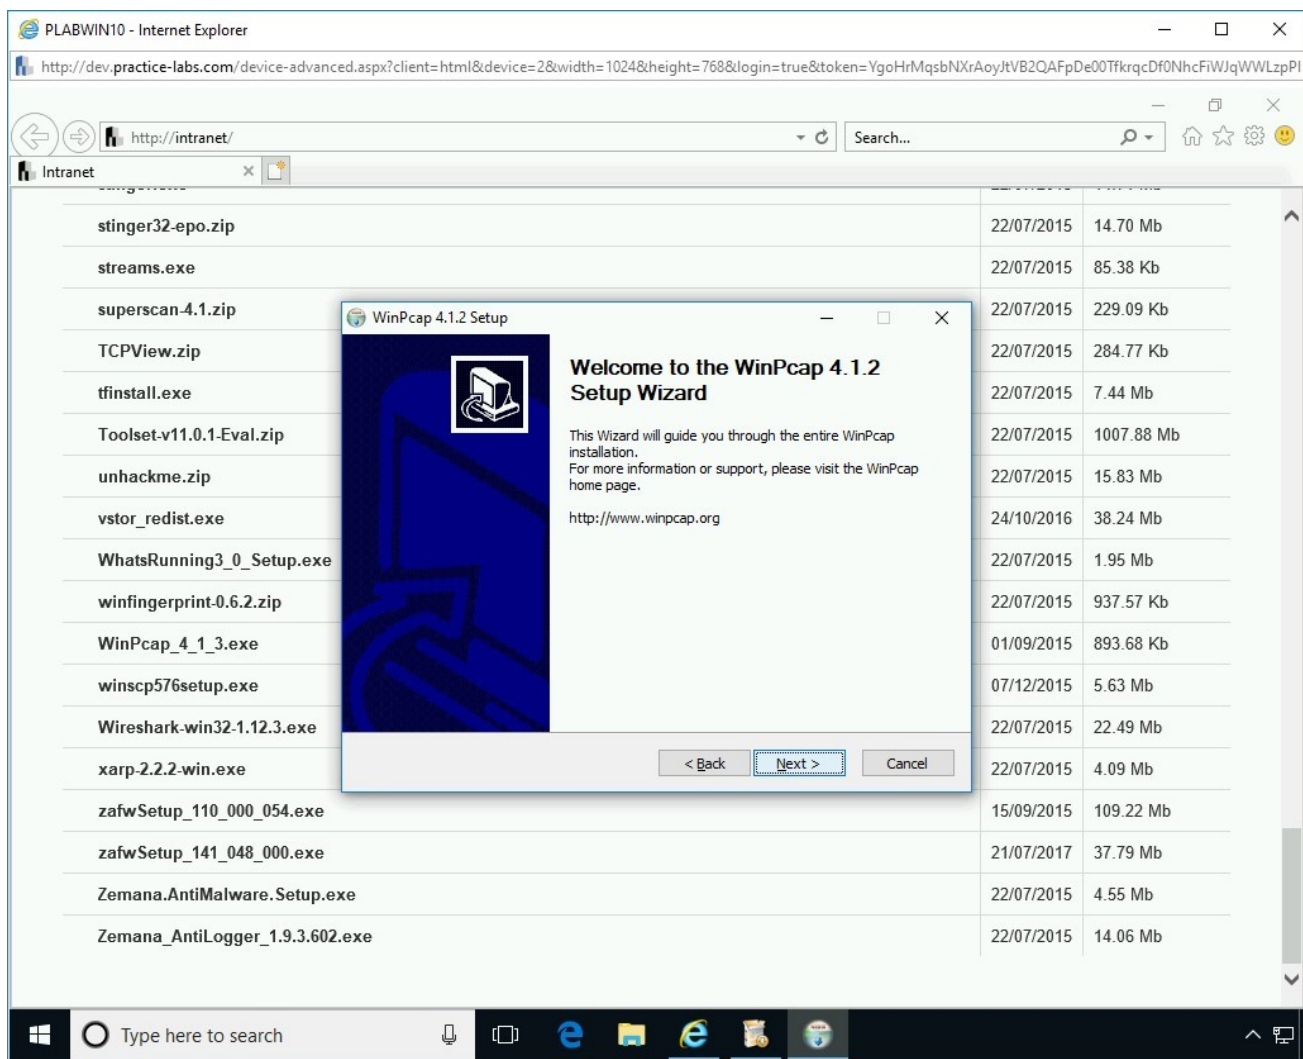 PLABWIN10 - Internet Explorer
http://dev.practice-labs.com/device-advanced.aspx?client=html&device=2&width=1024&height=768&login=true&token=YgoHrMqsbNXrAoyJtVB2QAFpDe00TfkrqcDf0NhcFiWJqWWLzpPl
http://intranet/
Search...
Intranet
stinger32-epo.zip 22/07/2015 14.70 Mb
streams.exe 22/07/2015 85.38 Kb
superscan-4.1.zip 22/07/2015 229.09 Kb
TCPView.zip 22/07/2015 284.77 Kb
tfinstall.exe 22/07/2015 7.44 Mb
Toolset-v11.0.1-Eval.zip 22/07/2015 1007.88 Mb
unhackme.zip 22/07/2015 15.83 Mb
vstor_redist.exe 24/10/2016 38.24 Mb
WhatsRunning3_0_Setup.exe 22/07/2015 1.95 Mb
winfingerprint-0.6.2.zip 22/07/2015 937.57 Kb
WinPcap_4_1_3.exe 01/09/2015 893.68 Kb
winscp576setup.exe 07/12/2015 5.63 Mb
Wireshark-win32-1.12.3.exe 22/07/2015 22.49 Mb
xarp-2.2.2-win.exe 22/07/2015 4.09 Mb
zafwSetup_110_000_054.exe 15/09/2015 109.22 Mb
zafwSetup_141_048_000.exe 21/07/2017 37.79 Mb
Zemana.AntiMalware.Setup.exe 22/07/2015 4.55 Mb
Zemana_AntiLogger_1.9.3.602.exe 22/07/2015 14.06 Mb
WinPcap 4.1.2 Setup
Welcome to the WinPcap 4.1.2
Setup Wizard
This Wizard will guide you through the entire WinPcap
installation.
For more information or support, please visit the WinPcap
home page.
http://www.winpcap.org
< Back
Next >
Cancel
Type here to search